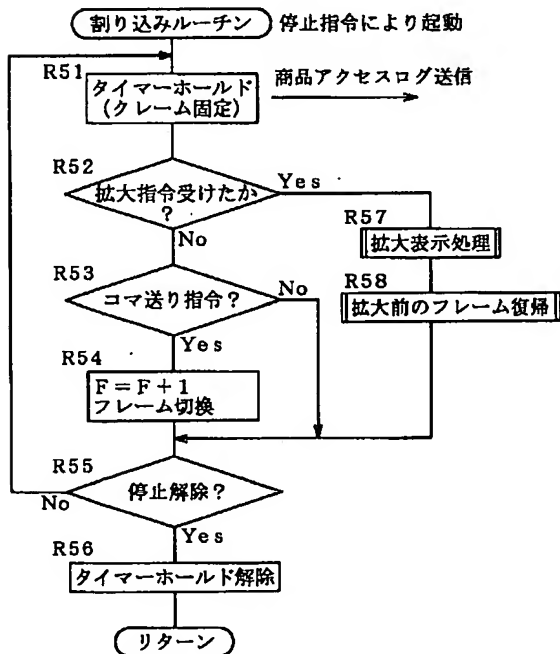 割り込みルーチン 停止指令により起動
R51
タイマーホールド
(クレーム固定)
商品アクセスログ送信
R52
拡大指令受けたか
?
Yes
No
R57
拡大表示処理
R53
コマ送り指令?
No
Yes
R58
拡大前のフレーム復帰
R54
F=F+1
フレーム切換
R55
停止解除?
No
Yes
R56
タイマーホールド解除
リターン